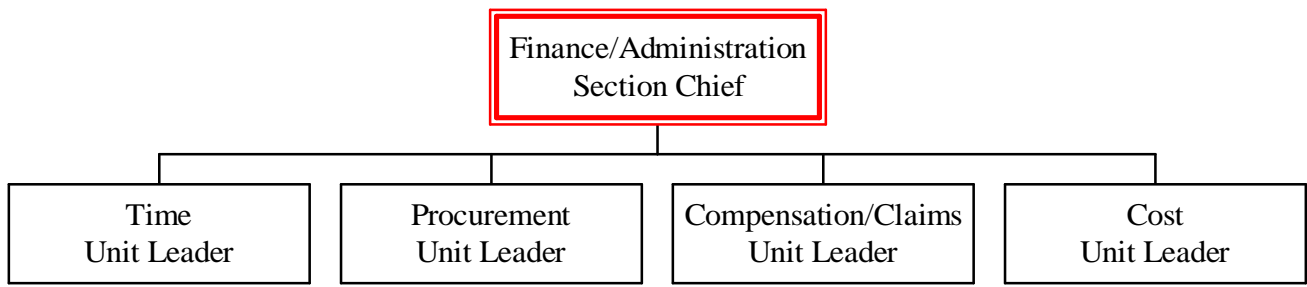 Finance/Administration
Section Chief
Time
Unit Leader
Procurement
Unit Leader
Compensation/Claims
Unit Leader
Cost
Unit Leader